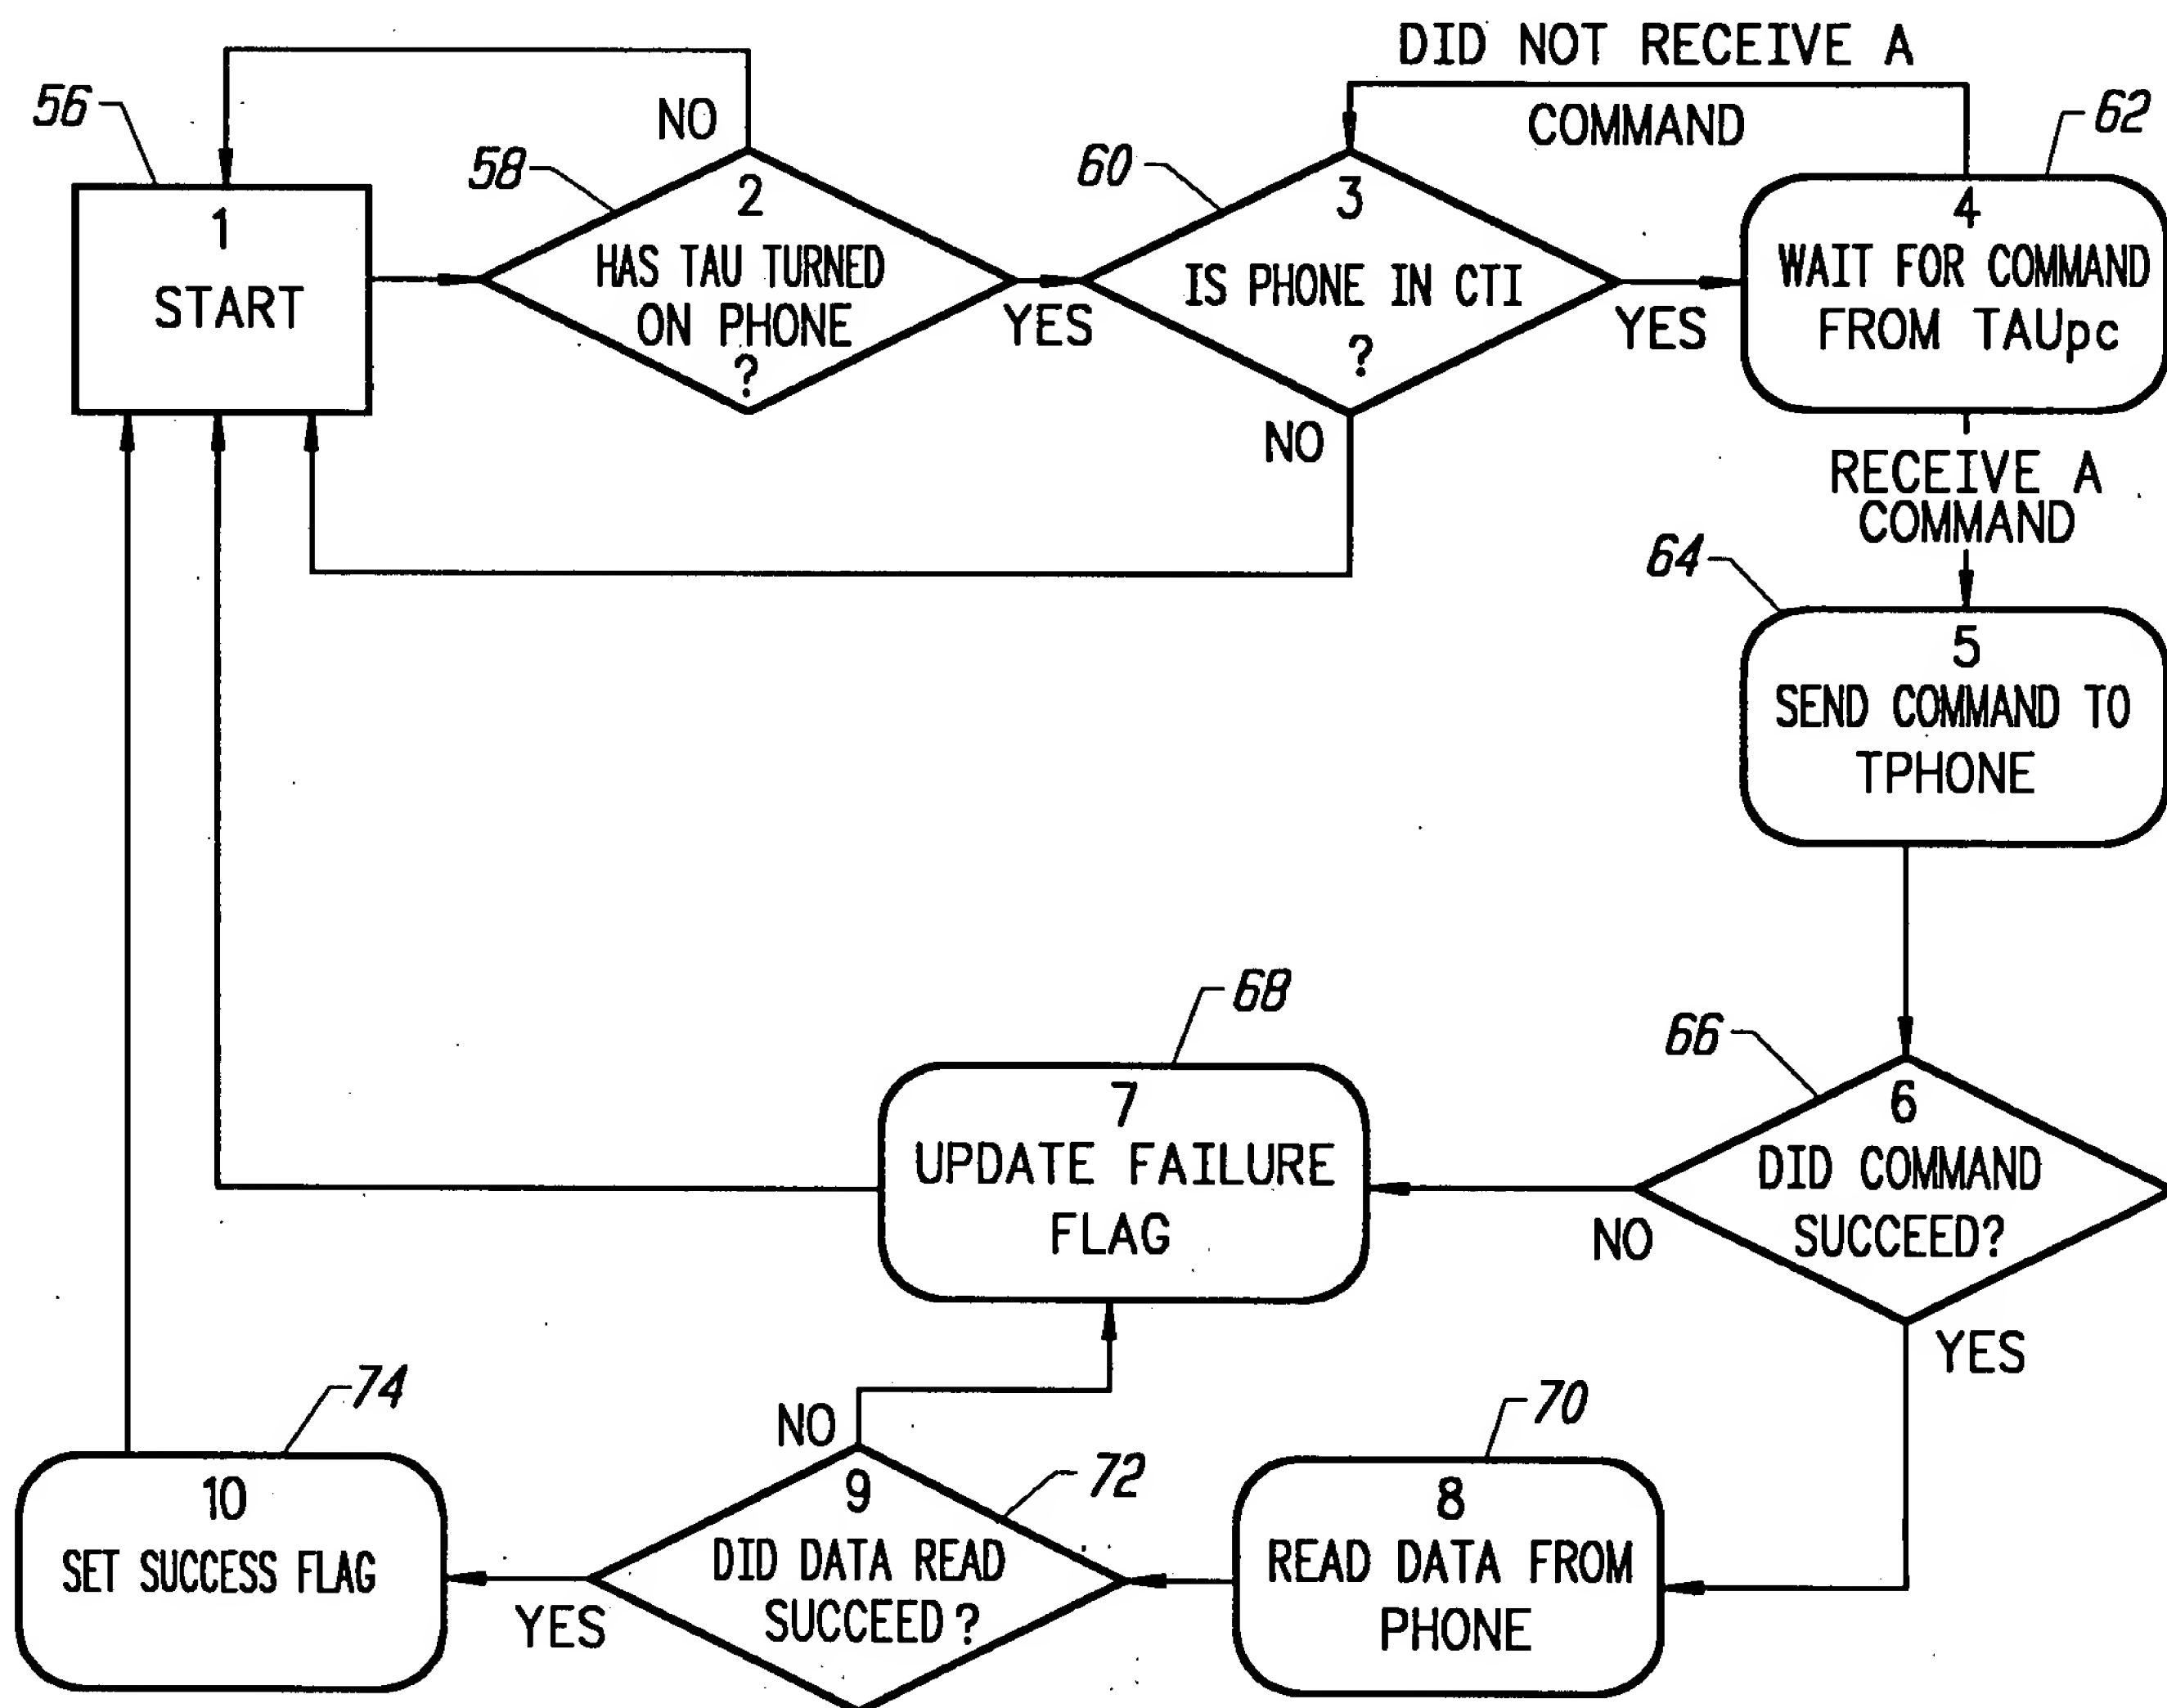 DID NOT RECEIVE A
COMMAND
56
NO
58
60
62
1
START
2
HAS TAU TURNED
ON PHONE
?
YES
3
IS PHONE IN CTI
?
YES
NO
4
WAIT FOR COMMAND
FROM TAUpc
RECEIVE A
COMMAND
64
5
SEND COMMAND TO
TPHONE
66
6
DID COMMAND
SUCCEED?
NO
YES
68
7
UPDATE FAILURE
FLAG
70
8
READ DATA FROM
PHONE
72
NO
9
DID DATA READ
SUCCEED?
YES
74
10
SET SUCCESS FLAG